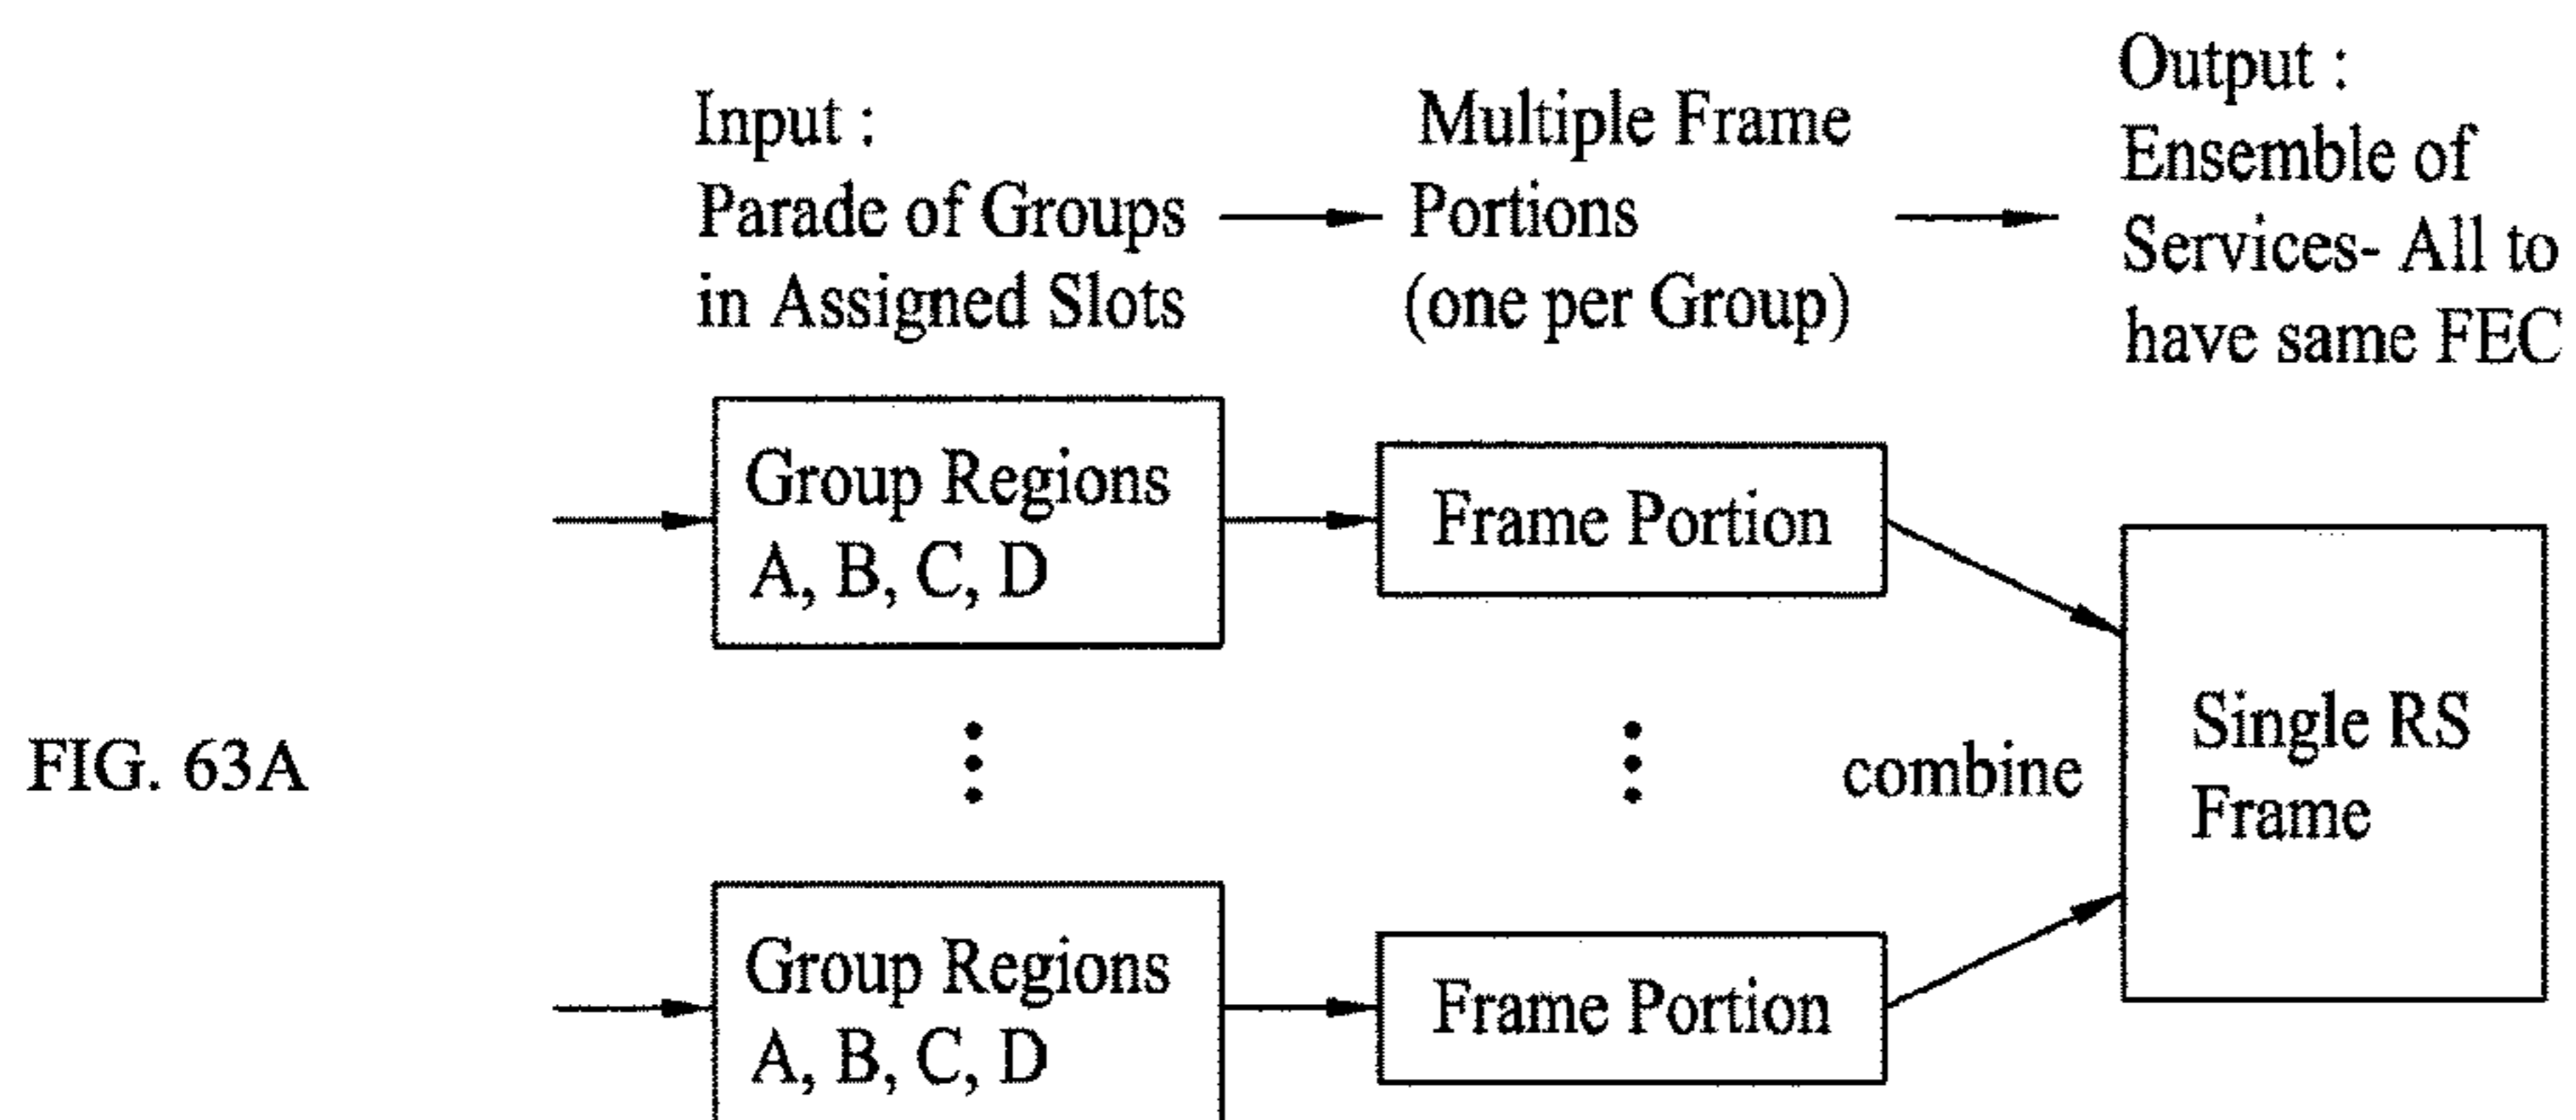 Input :
Parade of Groups
in Assigned Slots
Multiple Frame
Portions
(one per Group)
Output :
Ensemble of
Services- All to
have same FEC
Group Regions
A, B, C, D
Frame Portion
Single RS
Frame
combine
FIG. 63A
Group Regions
A, B, C, D
Frame Portion